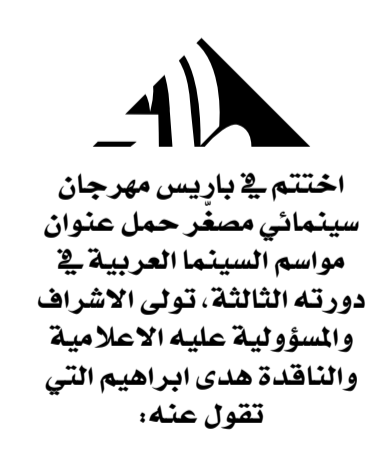 اختتم في باريس مهرجان
سينمائي مصغّر حمل عنوان
مواسم السينما العربية في
دورته الثالثة، تولى الاشراف
والمسؤولية عليه الاعلامية
والناقدة هدى ابراهيم التي
تقول عنه: